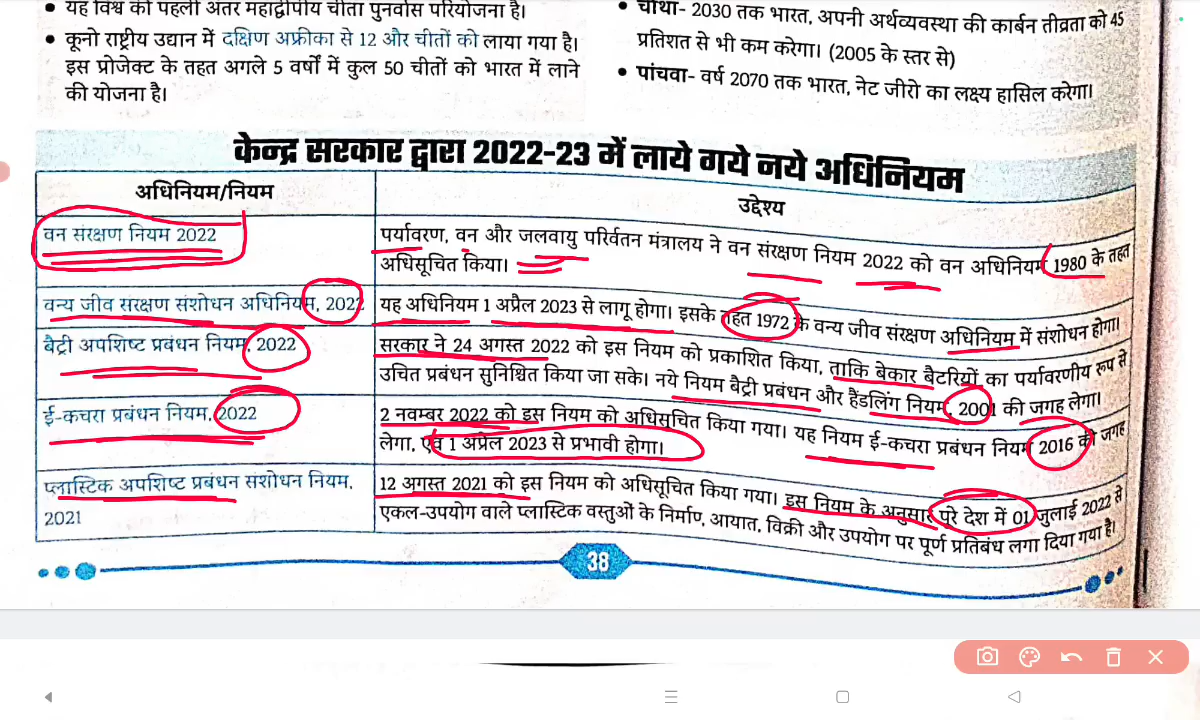 यह विश्व की पहली अंतर महाद्वीपीय चीता पुनर्वास परियोजना है।
कूनो राष्ट्रीय उद्यान में दक्षिण अफ्रीका से 12 और चीतों को लाया गया है।
इस प्रोजेक्ट के तहत अगले 5 वर्षों में कुल 50 चीतों को भारत में लाने
की योजना है।
चौथा- 2030 तक भारत, अपनी अर्थव्यवस्था की कार्बन तीव्रता को 45
प्रतिशत से भी कम करेगा। (2005 के स्तर से)
पांचवा- वर्ष 2070 तक भारत, नेट जीरो का लक्ष्य हासिल करेगा।
केन्द्र सरकार द्वारा 2022-23 में लाये गये नये अधिनियम
अधिनियम/नियम
उद्देश्य
वन संरक्षण नियम 2022
पर्यावरण, वन और जलवायु परिर्वतन मंत्रालय ने वन संरक्षण नियम 2022 को वन अधिनियम 1980 के तहत
अधिसूचित किया।
वन्य जीव संरक्षण संशोधन अधिनियम, 2022
यह अधिनियम 1 अप्रैल 2023 से लागू होगा। इसके तहत 1972 के वन्य जीव संरक्षण अधिनियम में संशोधन होगा।
बैट्री अपशिष्ट प्रबंधन नियम, 2022
सरकार ने 24 अगस्त 2022 को इस नियम को प्रकाशित किया, ताकि बेकार बैटरियों का पर्यावरणीय रूप से
उचित प्रबंधन सुनिश्चित किया जा सके। नये नियम बैट्री प्रबंधन और हैंडलिंग नियम, 2001 की जगह लेगा।
ई-कचरा प्रबंधन नियम, 2022
2 नवम्बर 2022 को इस नियम को अधिसूचित किया गया। यह नियम ई-कचरा प्रबंधन नियम 2016 की जगह
लेगा, एवं 1 अप्रैल 2023 से प्रभावी होगा।
प्लास्टिक अपशिष्ट प्रबंधन संशोधन नियम,
2021
12 अगस्त 2021 को इस नियम को अधिसूचित किया गया। इस नियम के अनुसार पूरे देश में 01 जुलाई 2022 से
एकल-उपयोग वाले प्लास्टिक वस्तुओं के निर्माण, आयात, विक्री और उपयोग पर पूर्ण प्रतिबंध लगा दिया गया है।
38